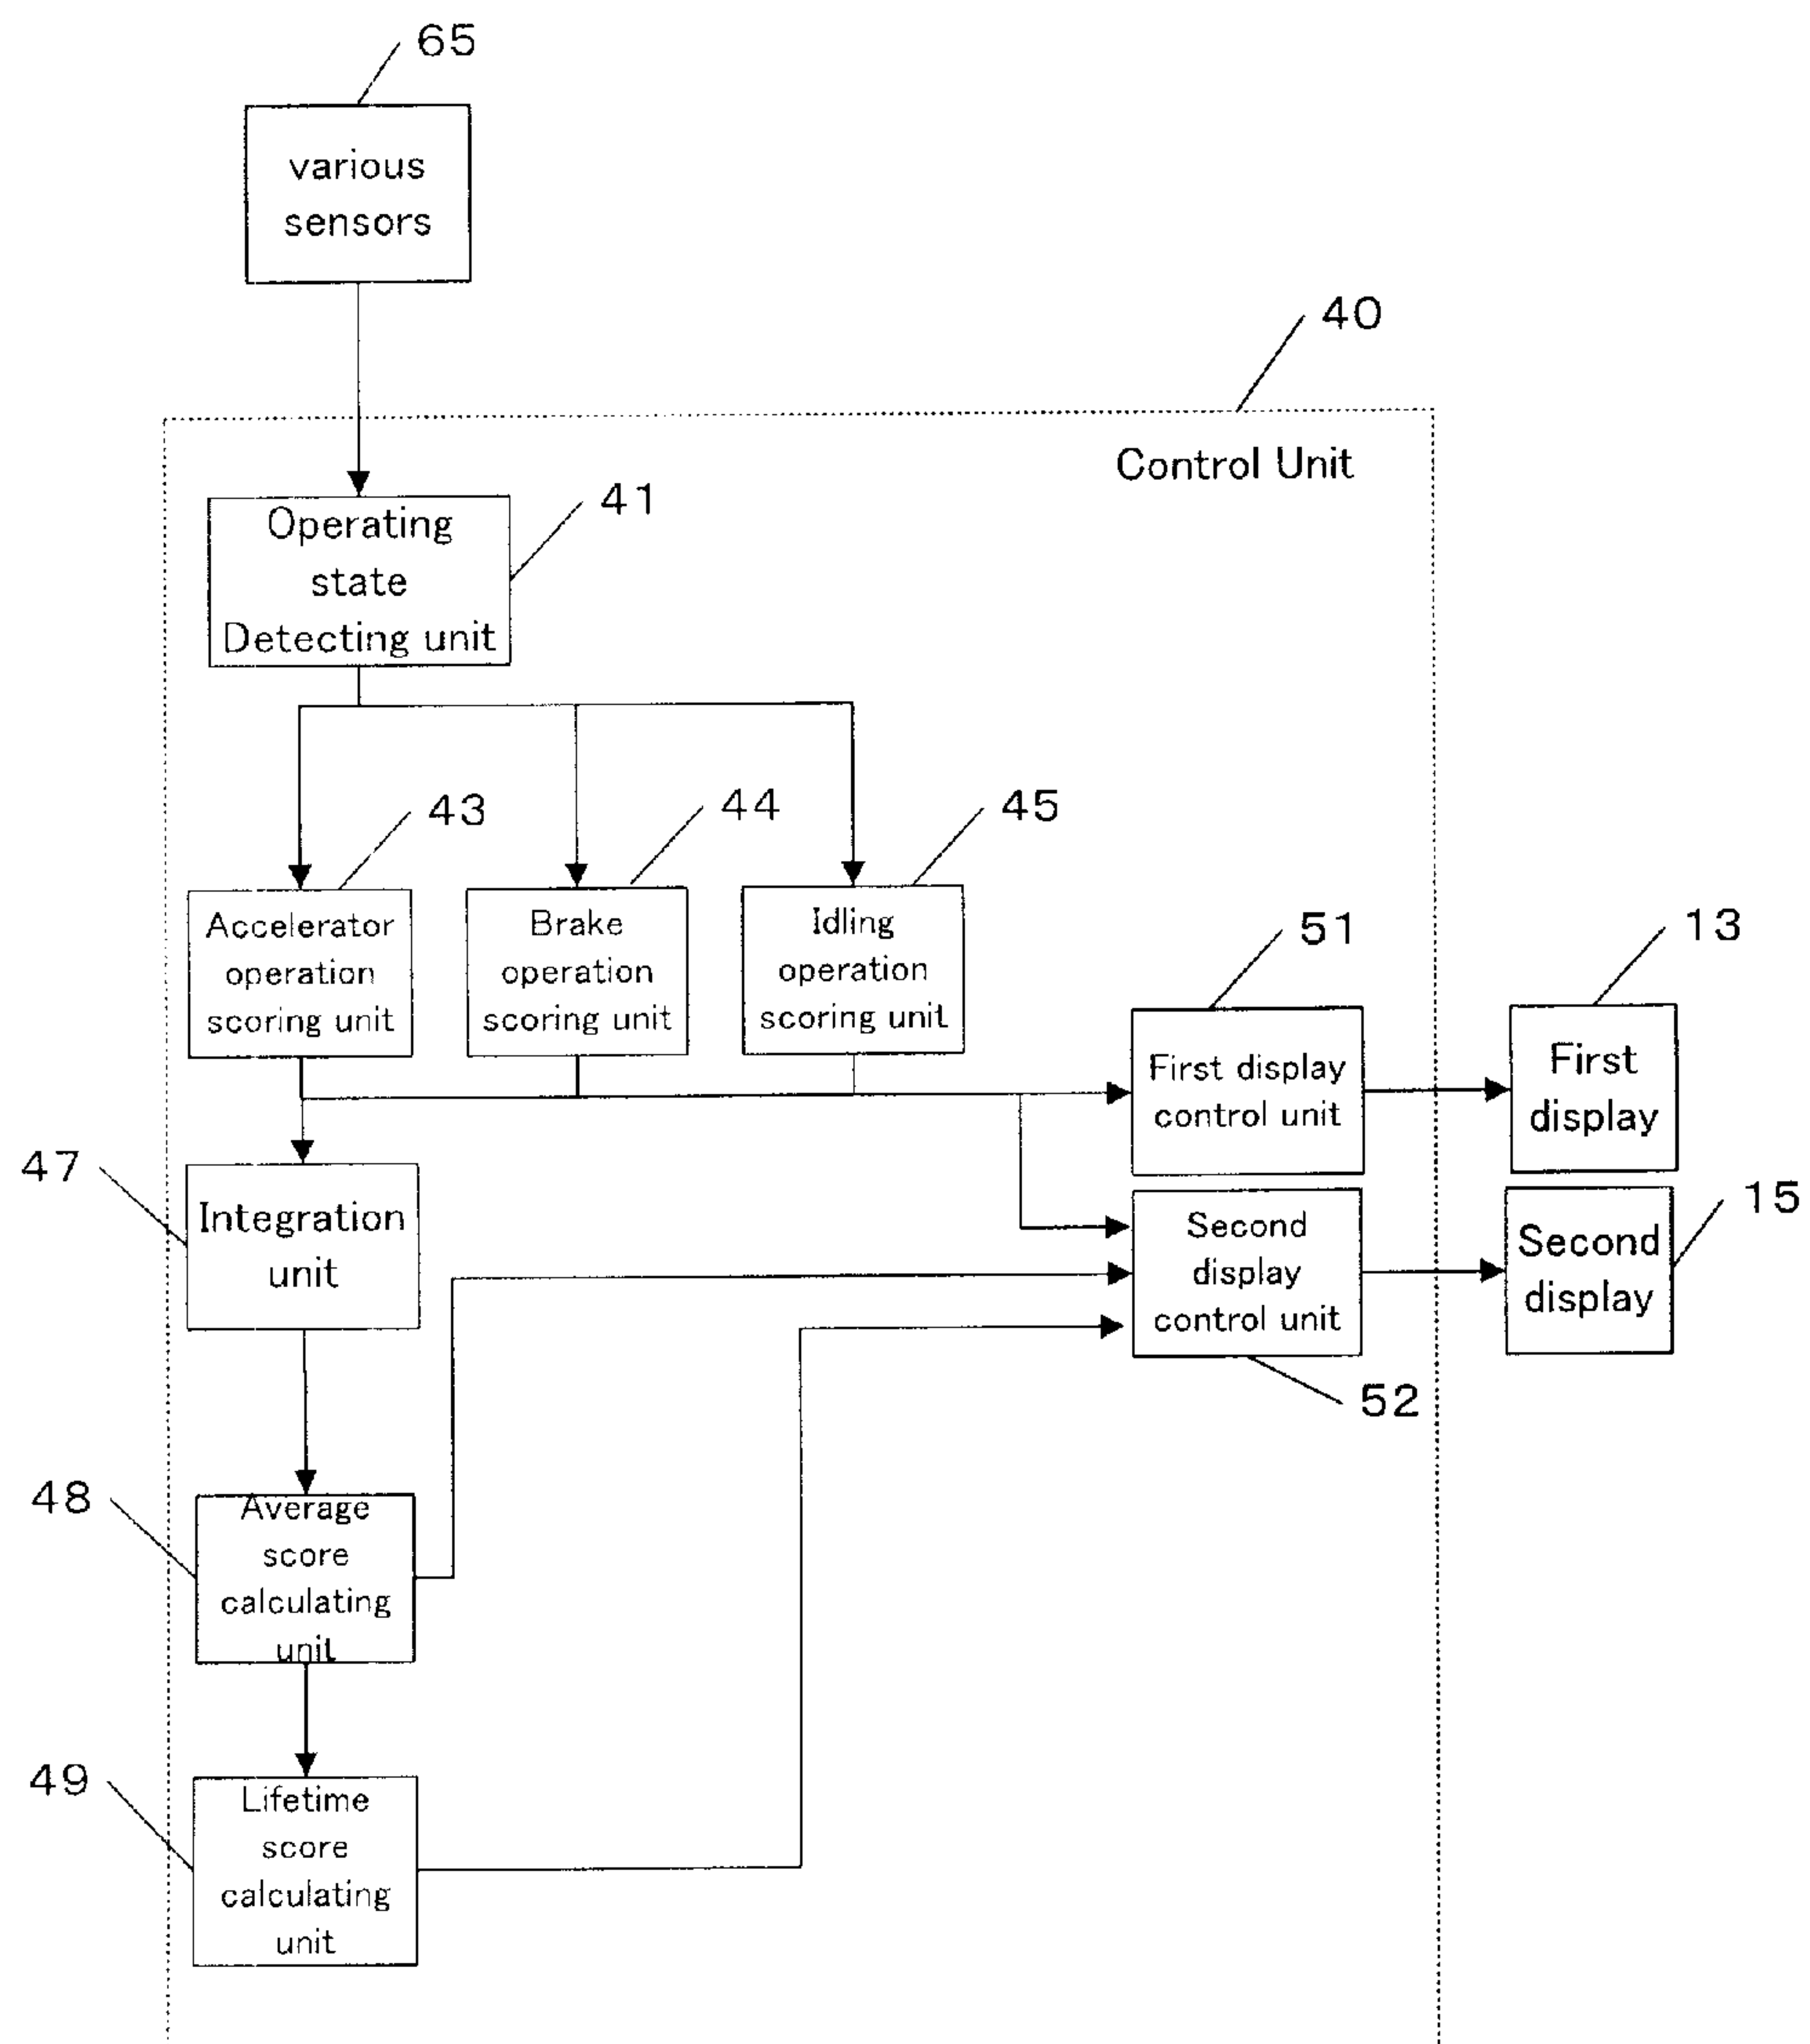 65
various
sensors
40
Control Unit
41
Operating
state
Detecting unit
43
44
45
Accelerator
operation
scoring unit
Brake
operation
scoring unit
Idling
operation
scoring unit
51
13
First display
control unit
First
display
47
Integration
unit
15
Second
display
control unit
Second
display
52
48
Average
score
calculating
unit
49
Lifetime
score
calculating
unit